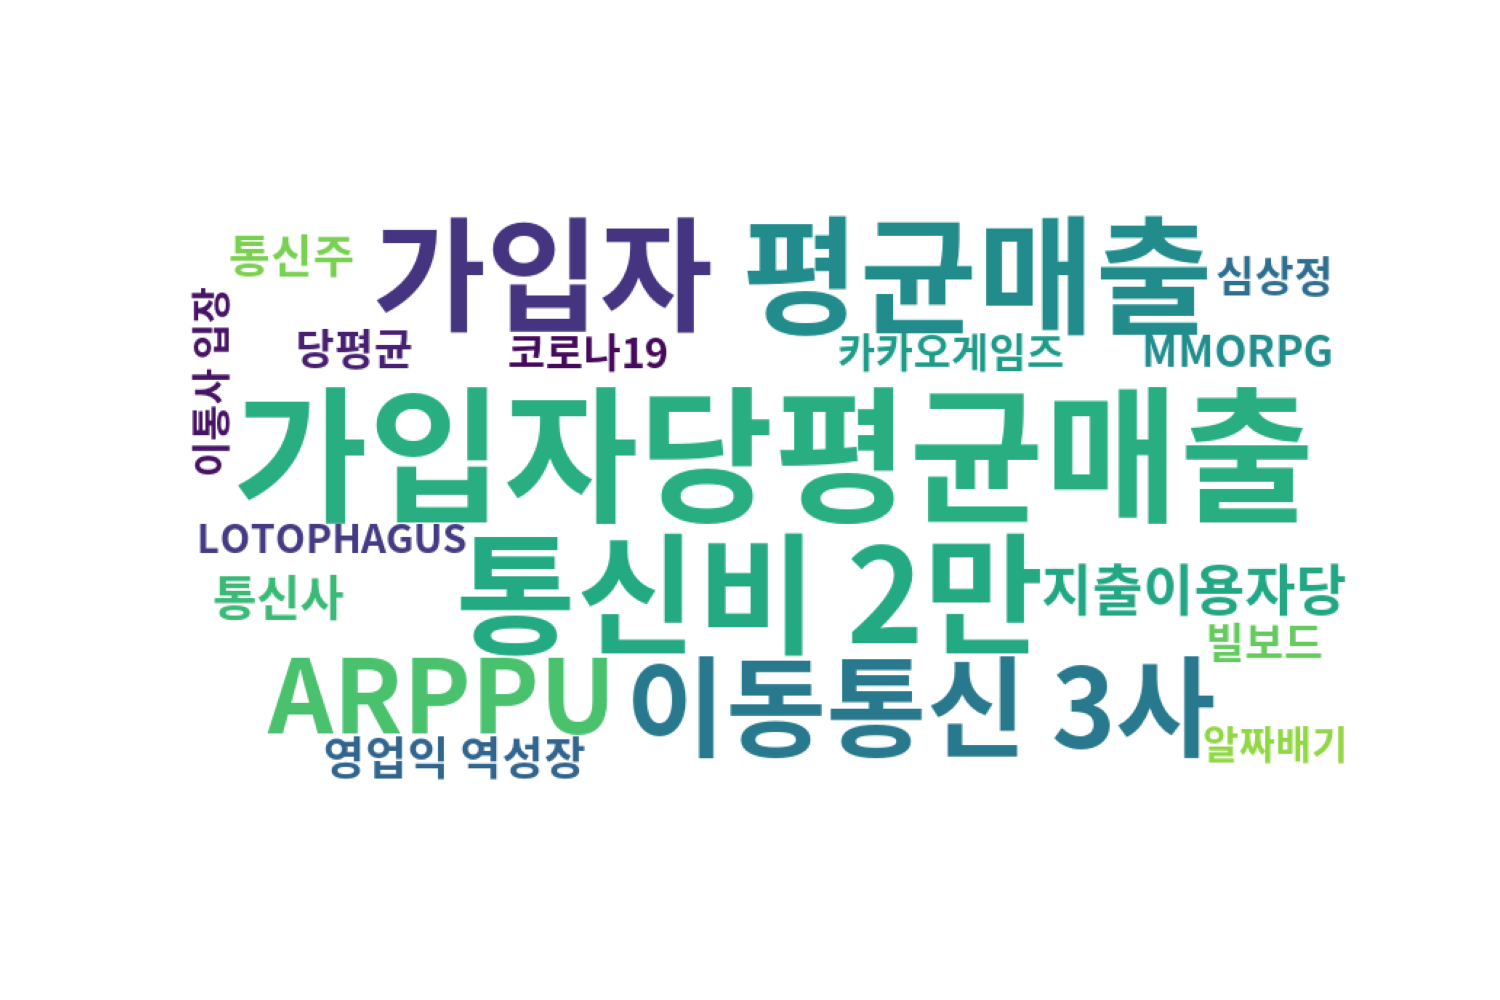 통신주
가입자
평균매출
심상정
이통사 입장
당평균
코로나19
카카오게임즈
MMORPG
가입자당평균매출
LOTOPHAGUS
통신비 2만
지출이용자당
통신사
빌보드
ARPPU
이동통신 3사
알짜배기
영업익 역성장